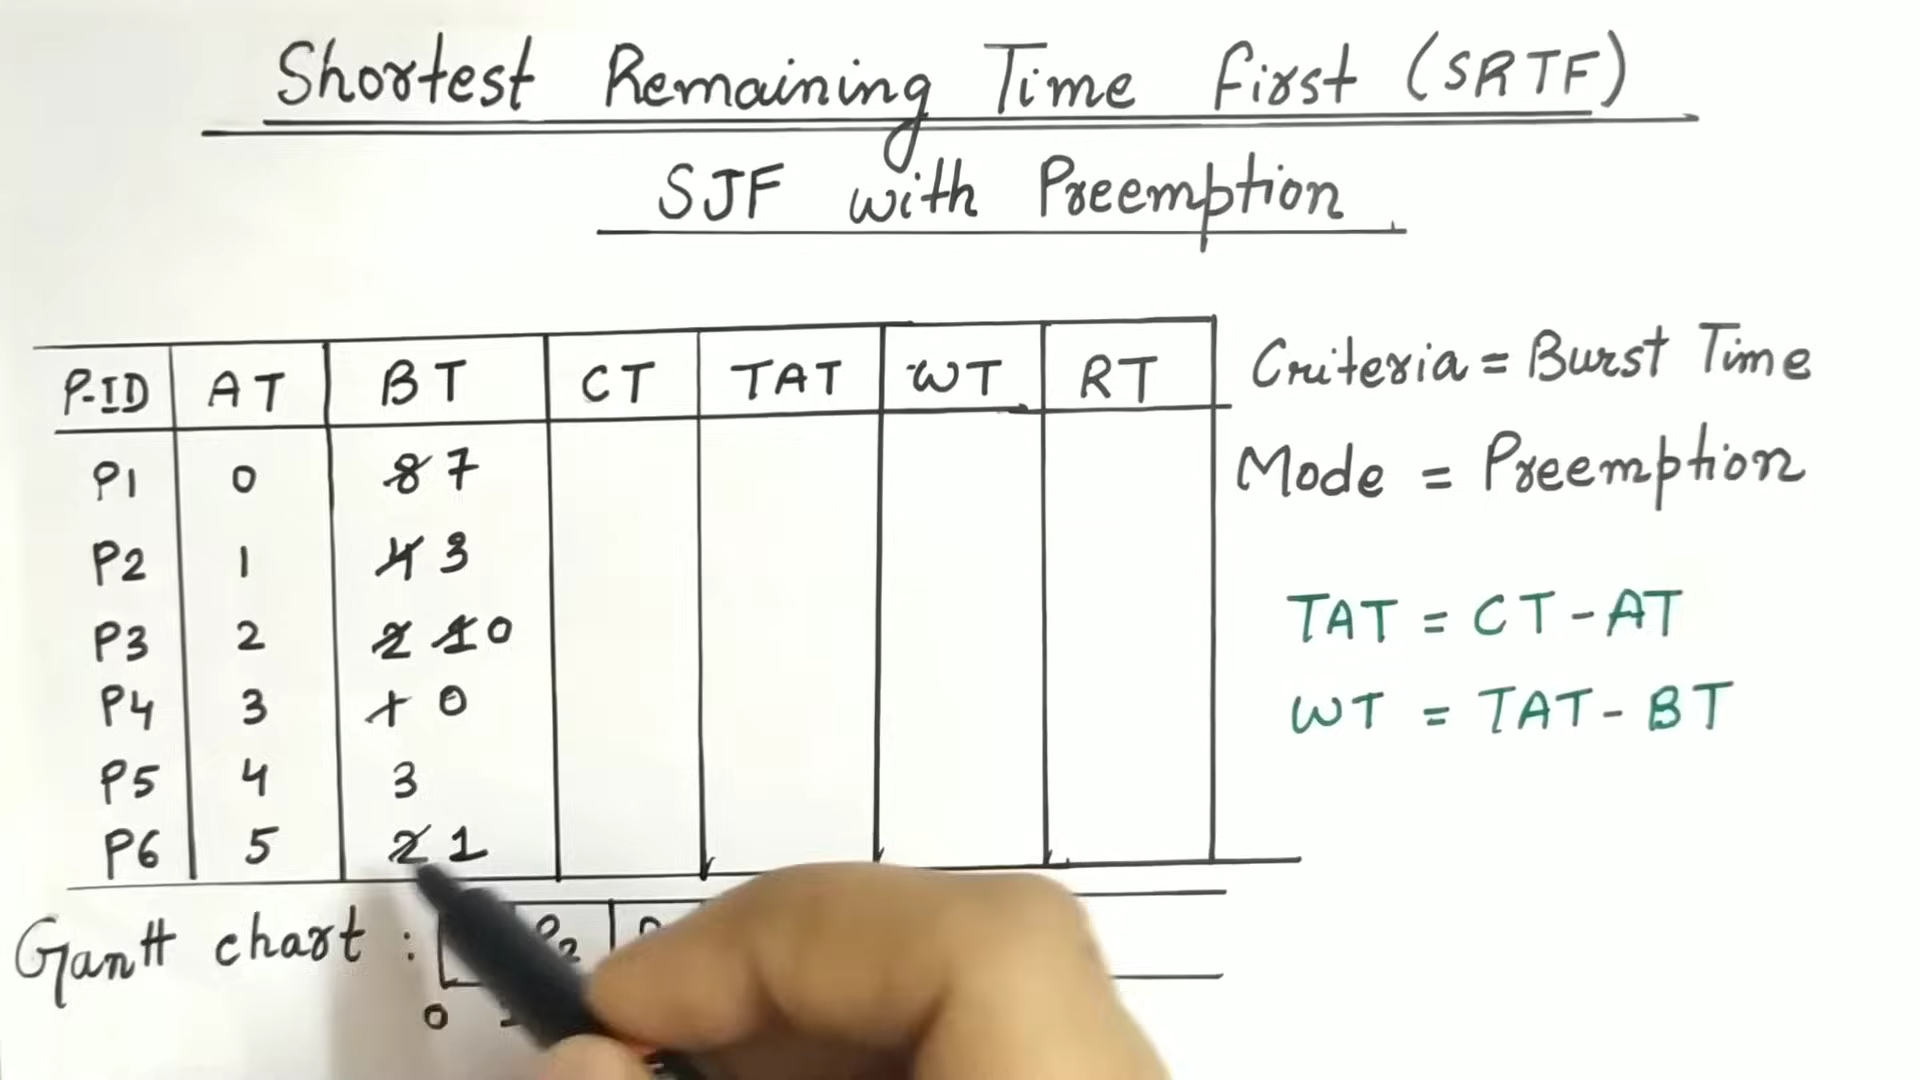 Shortest Remaining Time First (SRTF)
SJF with Preemption
P-ID AT BT CT TAT WT RT
P1 0 8 7
P2 1 4 3
P3 2 2 1 0
P4 3 1 0
P5 4 3
P6 5 2 1
Criteria = Burst Time
Mode = Preemption
TAT = CT - AT
WT = TAT - BT
Gantt chart :
P2
0